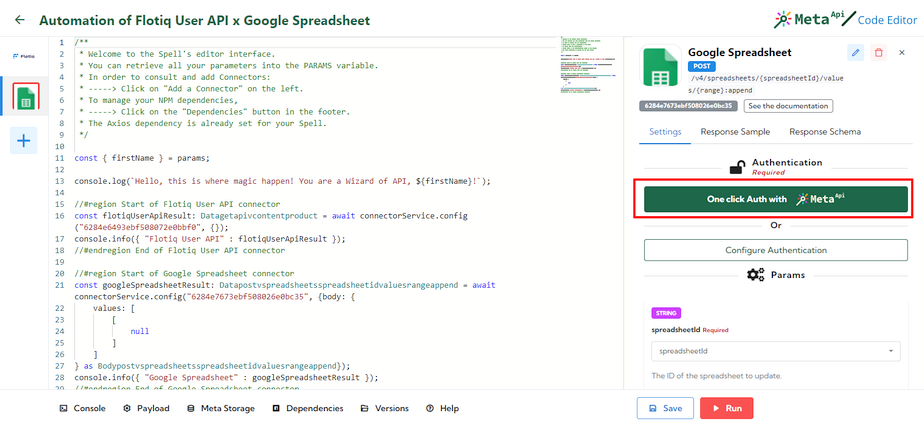 Automation of Flotiq User API x Google Spreadsheet
MetaApi / Code Editor
Flotiq
1 /**
2 * Welcome to the Spell's editor interface.
3 * You can retrieve all your parameters into the PARAMS variable.
4 * In order to consult and add Connectors:
5 * -----> Click on "Add a Connector" on the left.
6 * To manage your NPM dependencies,
7 * -----> Click on the "Dependencies" button in the footer.
8 * The Axios dependency is already set for your Spell.
9 */
10
11 const { firstName } = params;
12
13 console.log(`Hello, this is where magic happen! You are a Wizard of API, ${firstName}!`);
14
15 //#region Start of Flotiq User API connector
16 const flotiqUserApiResult: Datagetapivcontentproduct = await connectorService.config
("6284e6493ebf508072e0bbf0", {});
17 console.info({ "Flotiq User API" : flotiqUserApiResult });
18 //#endregion End of Flotiq User API connector
19
20 //#region Start of Google Spreadsheet connector
21 const googleSpreadsheetResult: Datapostvspreadsheetsspreadsheetidvaluesrangeappend = await
connectorService.config("6284e7673ebf508026e0bc35", {body: {
22 values: [
23 [
24 null
25 ]
26 ]
27 } as Bodypostvspreadsheetsspreadsheetidvaluesrangeappend});
28 console.info({ "Google Spreadsheet" : googleSpreadsheetResult });
29 //#endregion End of Google Spreadsheet connector
Google Spreadsheet
POST
/v4/spreadsheets/{spreadsheetId}/value
s/{range}:append
6284e7673ebf508026e0bc35 See the documentation
Settings Response Sample Response Schema
Authentication
Required
One click Auth with MetaApi
Or
Configure Authentication
Params
STRING
spreadsheetId Required
spreadsheetId
The ID of the spreadsheet to update.
Console Payload Meta Storage Dependencies Versions Help
Save Run